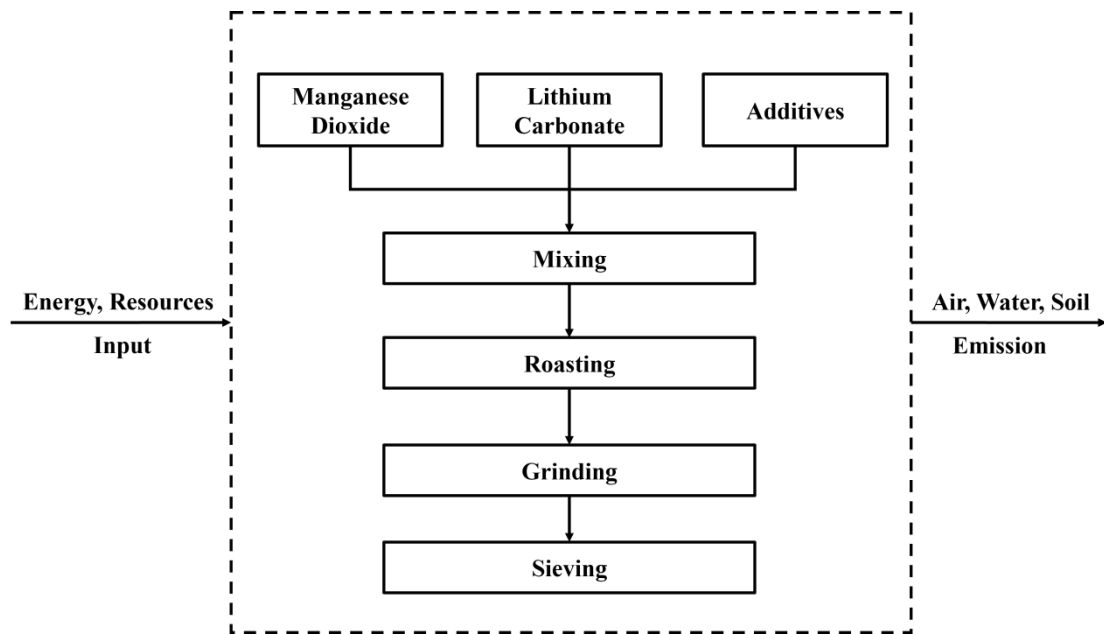 Manganese
Dioxide
Lithium
Carbonate
Additives
Mixing
Energy, Resources
Input
Air, Water, Soil
Emission
Roasting
Grinding
Sieving